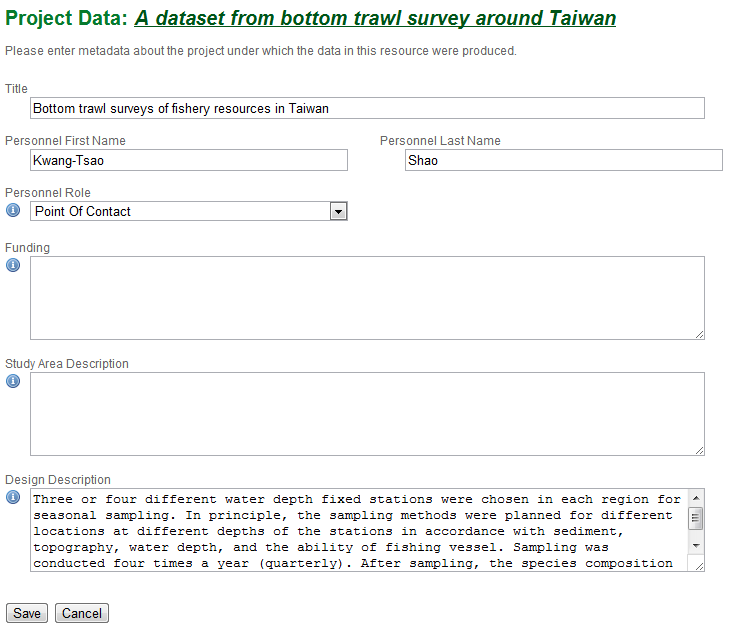 Project Data: A dataset from bottom trawl survey around Taiwan
Please enter metadata about the project under which the data in this resource were produced.
Title
Bottom trawl surveys of fishery resources in Taiwan
Personnel First Name
Personnel Last Name
Kwang-Tsao
Shao
Personnel Role
Point Of Contact
Funding
Study Area Description
Design Description
Three or four different water depth fixed stations were chosen in each region for
seasonal sampling. In principle, the sampling methods were planned for different
locations at different depths of the stations in accordance with sediment,
topography, water depth, and the ability of fishing vessel. Sampling was
conducted four times a year (quarterly). After sampling, the species composition
Save
Cancel